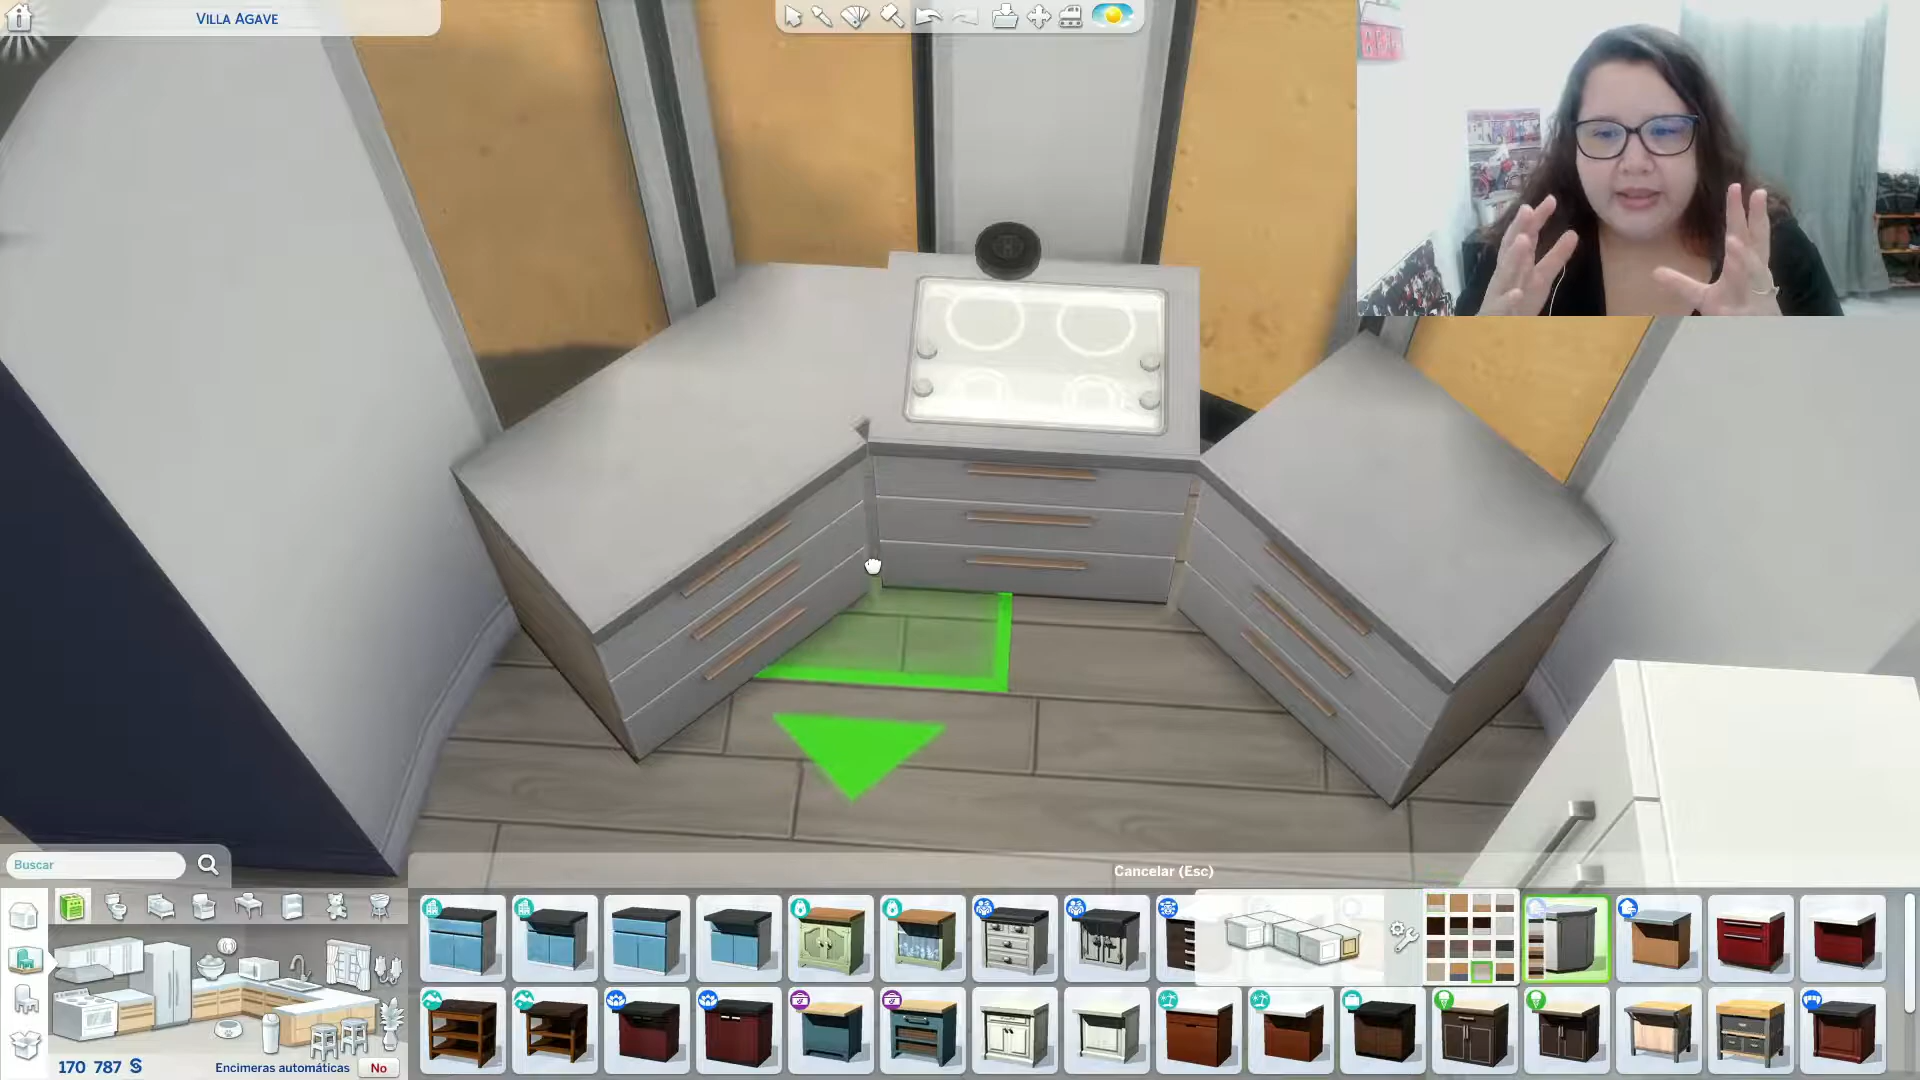 VILLA AGAVE
Cancelar (Esc)
Buscar
170 787 S
Encimeras automáticas No